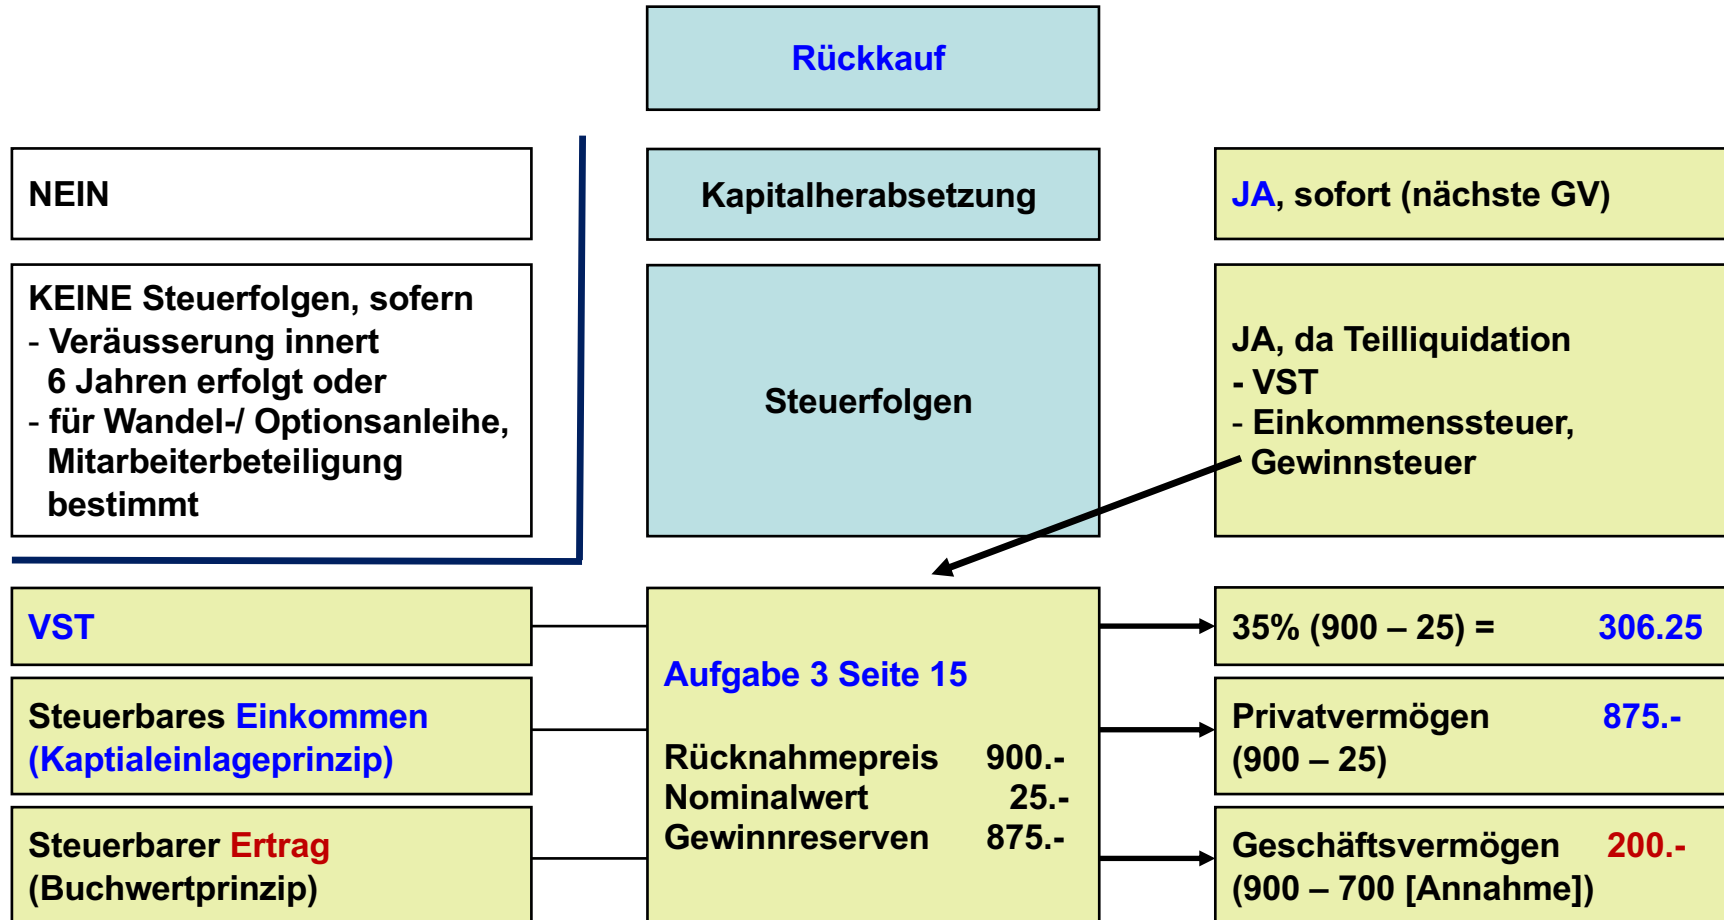 Rückkauf
NEIN
Kapitalherabsetzung
JA, sofort (nächste GV)
KEINE Steuerfolgen, sofern
- Veräusserung innert
6 Jahren erfolgt oder
- für Wandel-/ Optionsanleihe,
Mitarbeiterbeteiligung
bestimmt
Steuerfolgen
JA, da Teilliquidation
- VST
- Einkommenssteuer,
Gewinnsteuer
VST
Steuerbares Einkommen
(Kaptialeinlageprinzip)
Steuerbarer Ertrag
(Buchwertprinzip)
Aufgabe 3 Seite 15
Rücknahmepreis 900.-
Nominalwert 25.-
Gewinnreserven 875.-
35% (900 – 25) = 306.25
Privatvermögen 875.-
(900 – 25)
Geschäftsvermögen 200.-
(900 – 700 [Annahme])